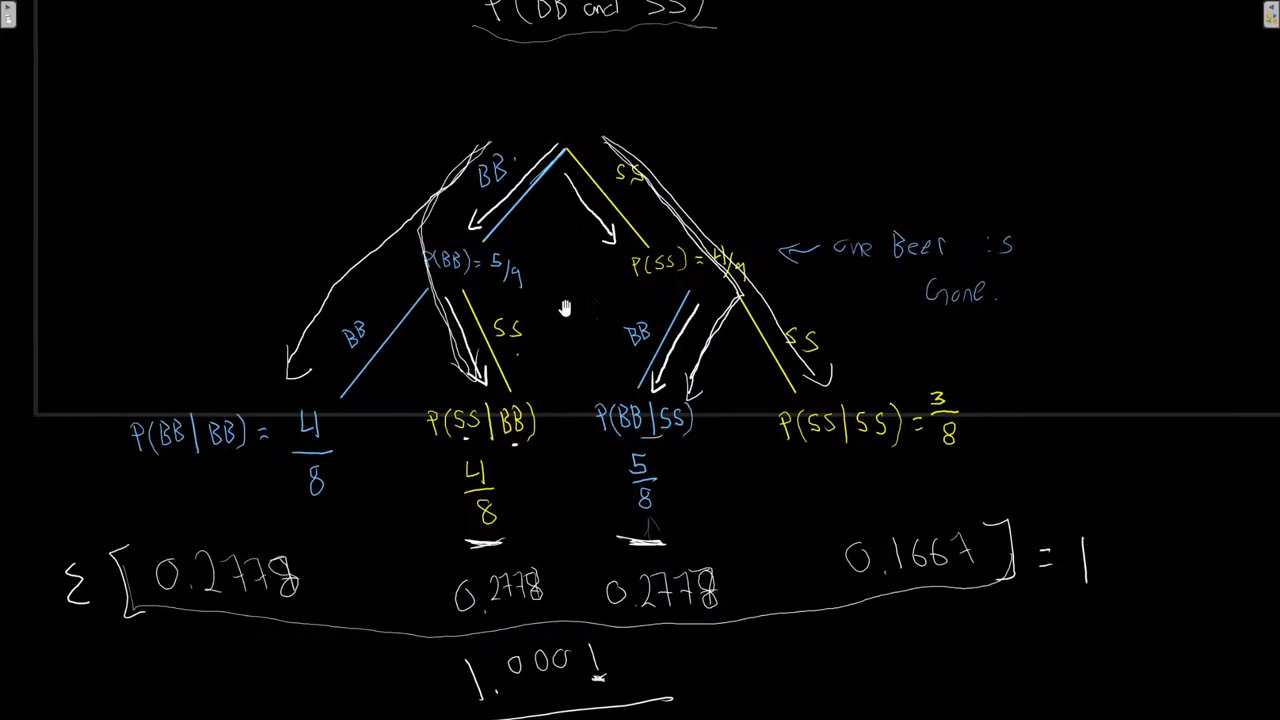 P(BB and SS)
BB
SS
P(BB) = 5/9
P(SS) = 4/9
← one Beer is
Gone.
BB
SS
BB
SS
P(BB|BB) = 4/8
P(SS|BB)
4/8
P(BB|SS)
5/8
P(SS|SS) = 3/8
Σ [ 0.2778 0.2778 0.2778 0.1667 ] = 1
1.0001